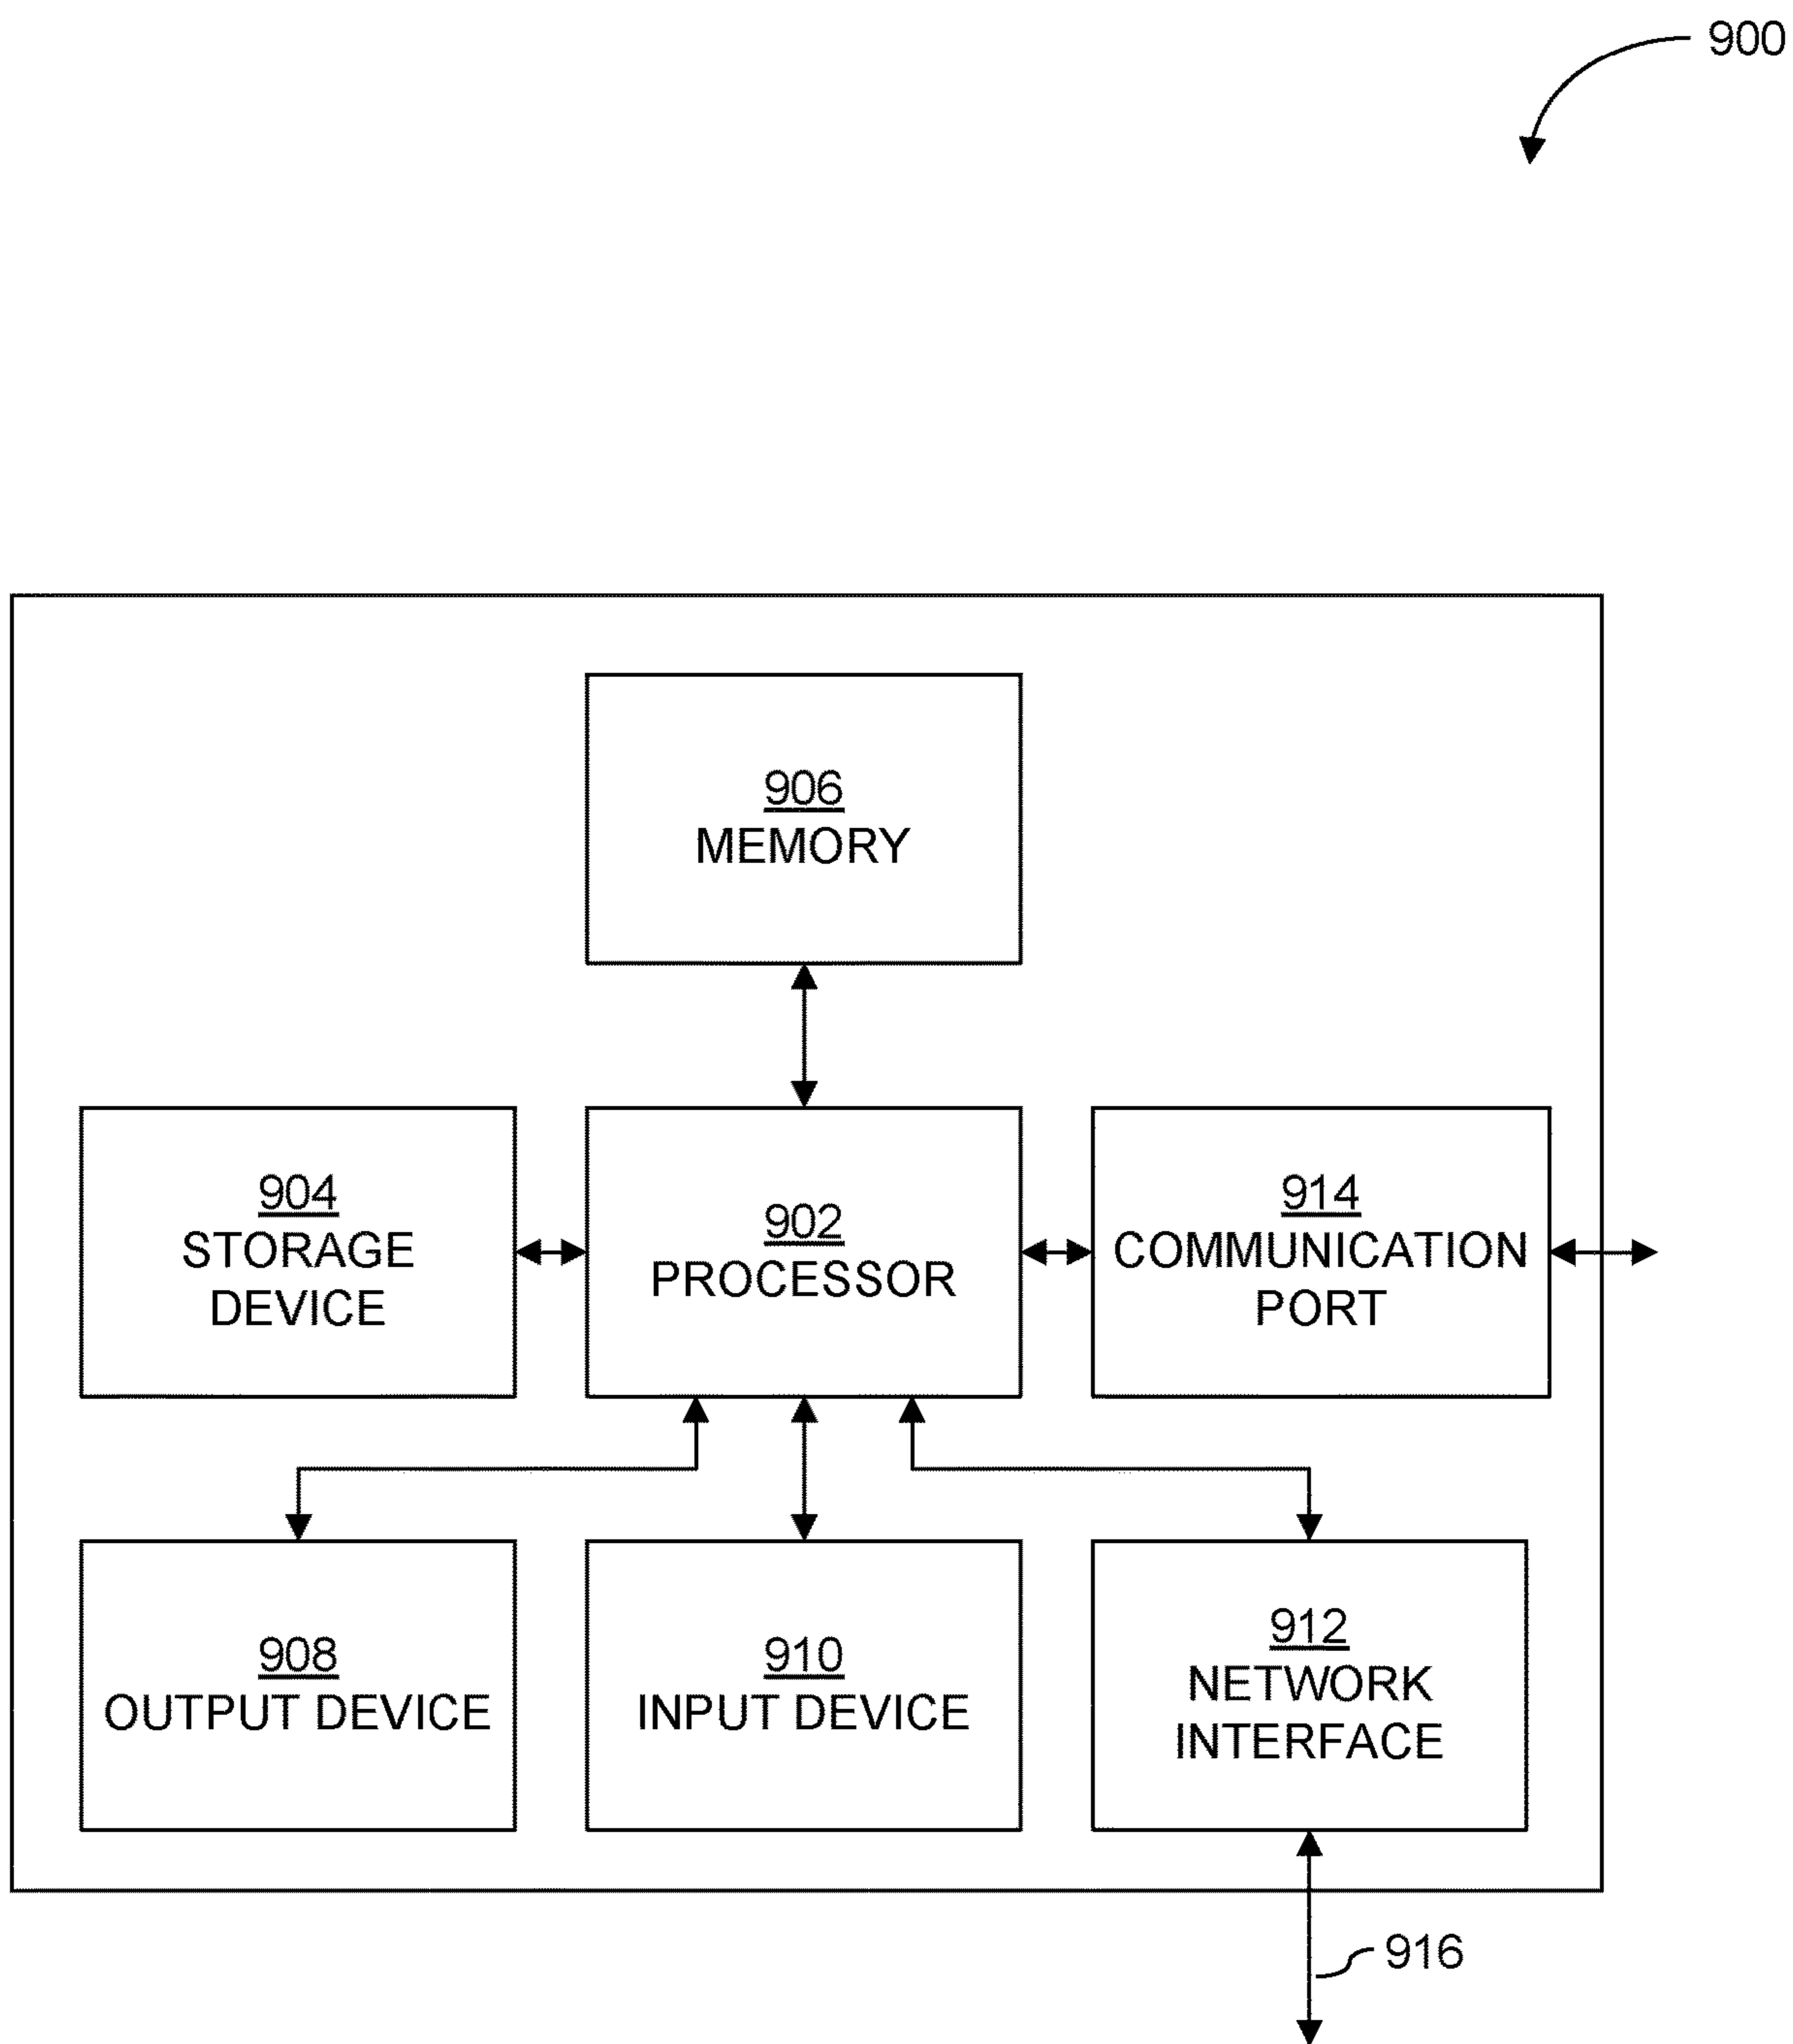 900
906
MEMORY
904
STORAGE
DEVICE
902
PROCESSOR
914
COMMUNICATION
PORT
908
OUTPUT DEVICE
910
INPUT DEVICE
912
NETWORK
INTERFACE
916